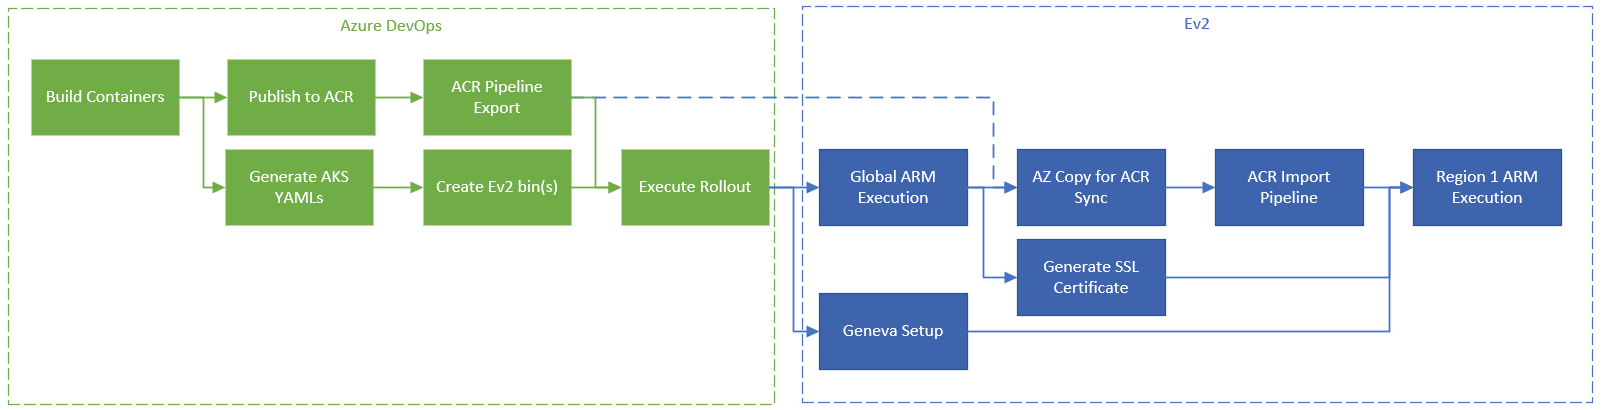 Azure DevOps
Build Containers
Publish to ACR
ACR Pipeline
Export
Generate AKS
YAMLs
Create Ev2 bin(s)
Execute Rollout
Ev2
Global ARM
Execution
AZ Copy for ACR
Sync
ACR Import
Pipeline
Region 1 ARM
Execution
Generate SSL
Certificate
Geneva Setup